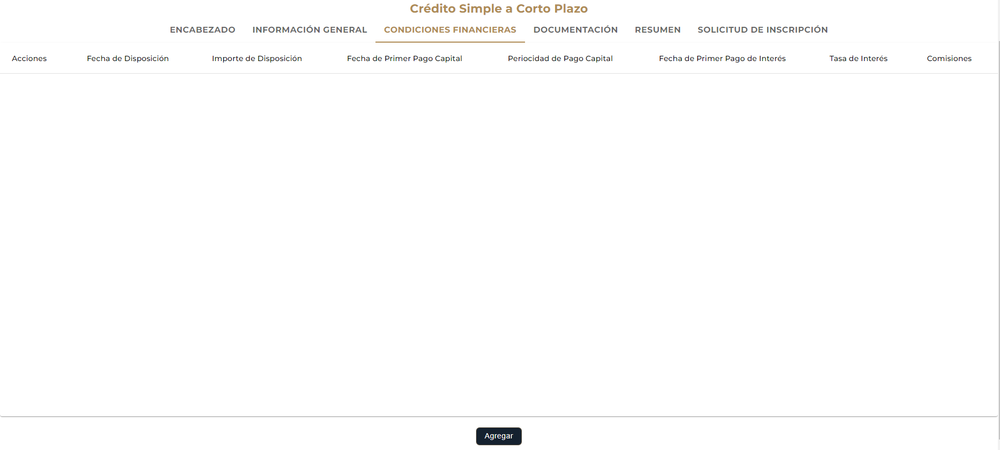 Crédito Simple a Corto Plazo
ENCABEZADO INFORMACIÓN GENERAL CONDICIONES FINANCIERAS DOCUMENTACIÓN RESUMEN SOLICITUD DE INSCRIPCIÓN
Acciones Fecha de Disposición Importe de Disposición Fecha de Primer Pago Capital Periocidad de Pago Capital Fecha de Primer Pago de Interés Tasa de Interés Comisiones
Agregar